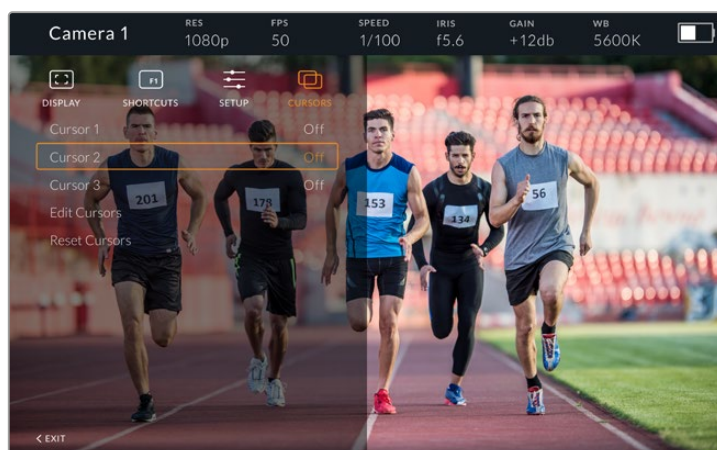 Camera 1
RES
1080p
FPS
50
SPEED
1/100
IRIS
f5.6
GAIN
+12db
WB
5600K
F1
DISPLAY
SHORTCUTS
SETUP
CURSORS
Cursor 1 Off
Cursor 2 Off
Cursor 3 Off
Edit Cursors
Reset Cursors
201
178
153
134
56
EXIT